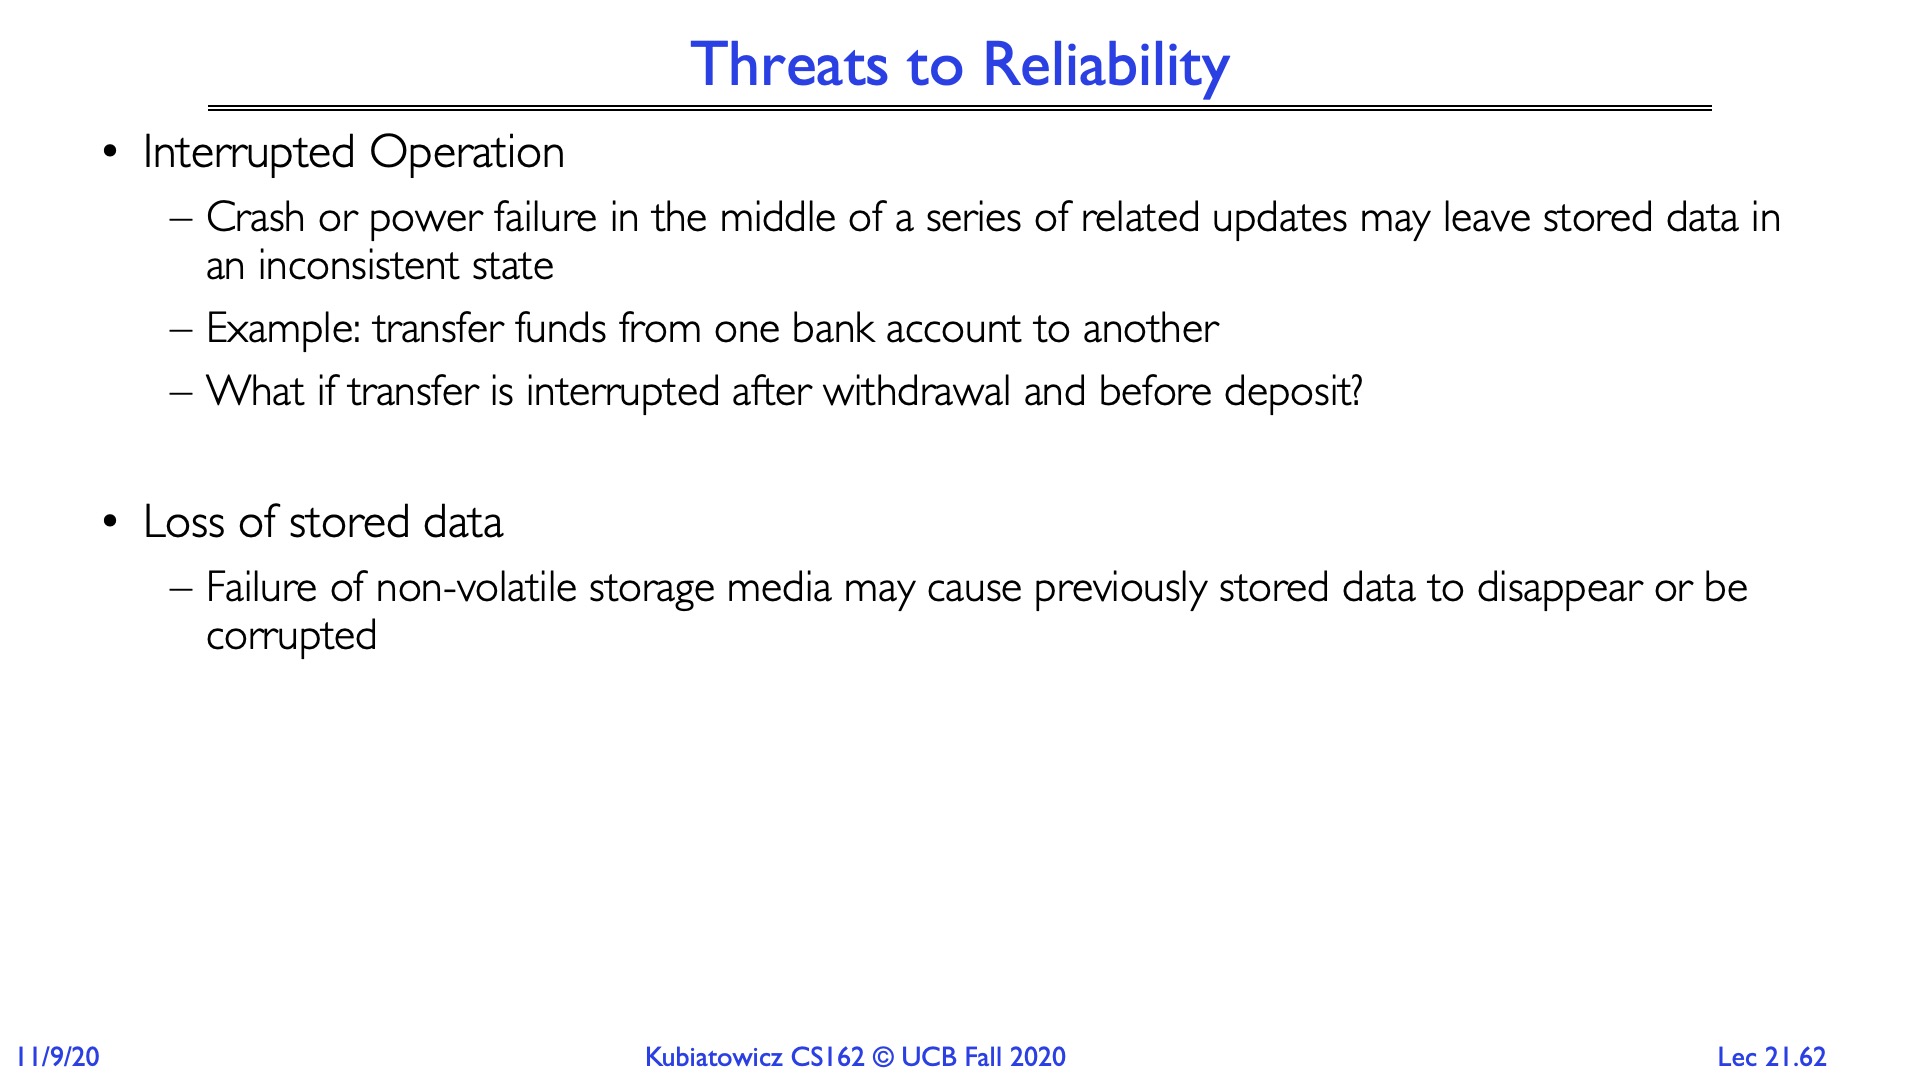 Threats to Reliability
• Interrupted Operation
– Crash or power failure in the middle of a series of related updates may leave stored data in
an inconsistent state
– Example: transfer funds from one bank account to another
– What if transfer is interrupted after withdrawal and before deposit?
• Loss of stored data
– Failure of non-volatile storage media may cause previously stored data to disappear or be
corrupted
11/9/20
Kubiatowicz CS162 © UCB Fall 2020
Lec 21.62